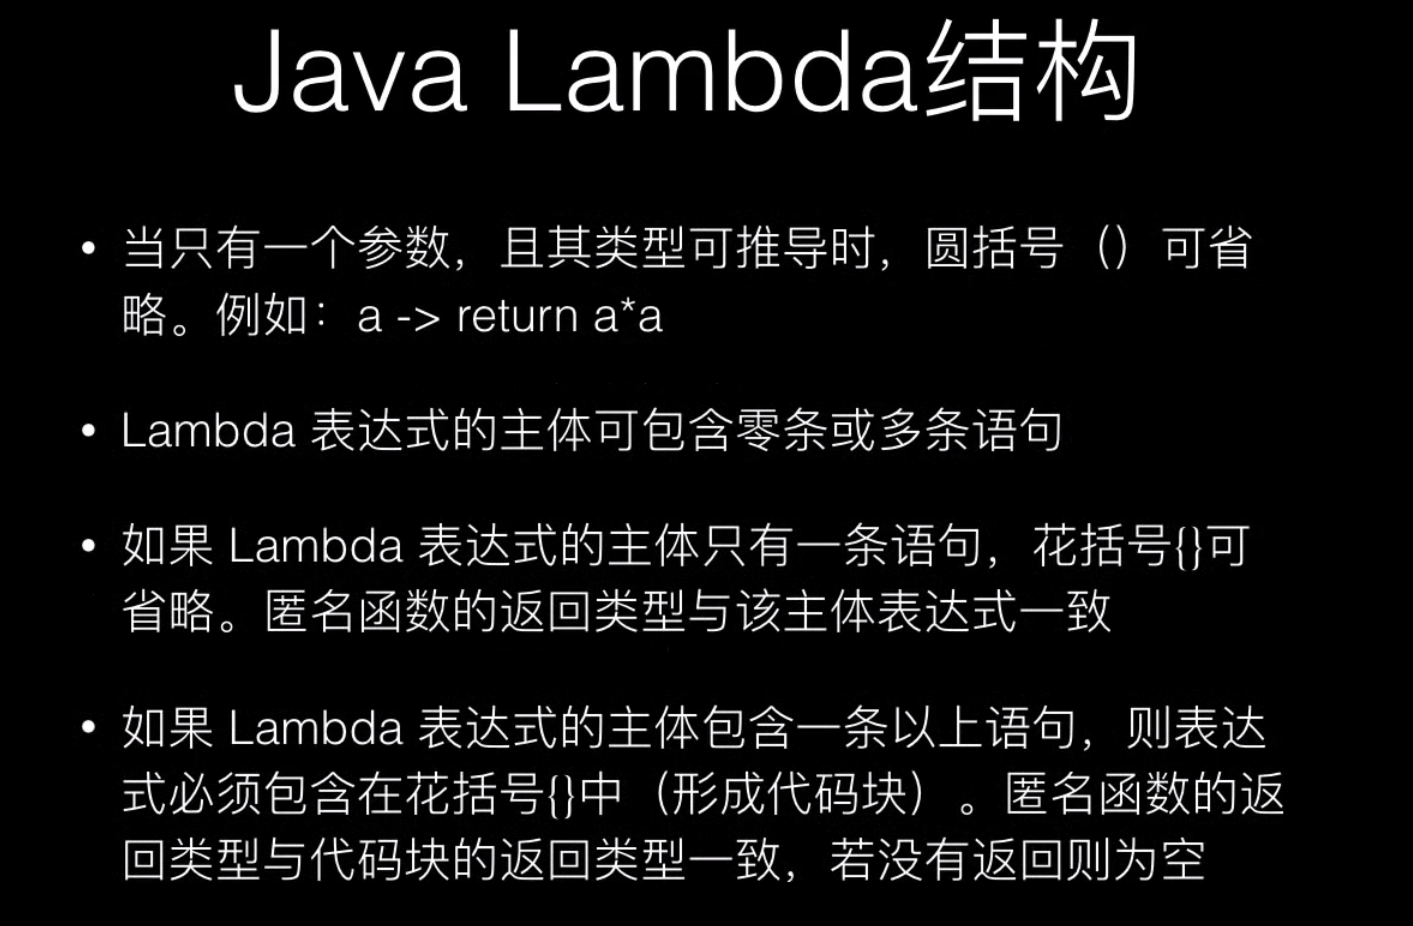 Java Lambda结构
• 当只有一个参数，且其类型可推导时，圆括号（）可省
略。例如：a -> return a*a
• Lambda 表达式的主体可包含零条或多条语句
• 如果 Lambda 表达式的主体只有一条语句，花括号{}可
省略。匿名函数的返回类型与该主体表达式一致
• 如果 Lambda 表达式的主体包含一条以上语句，则表达
式必须包含在花括号{}中（形成代码块）。匿名函数的返
回类型与代码块的返回类型一致，若没有返回则为空